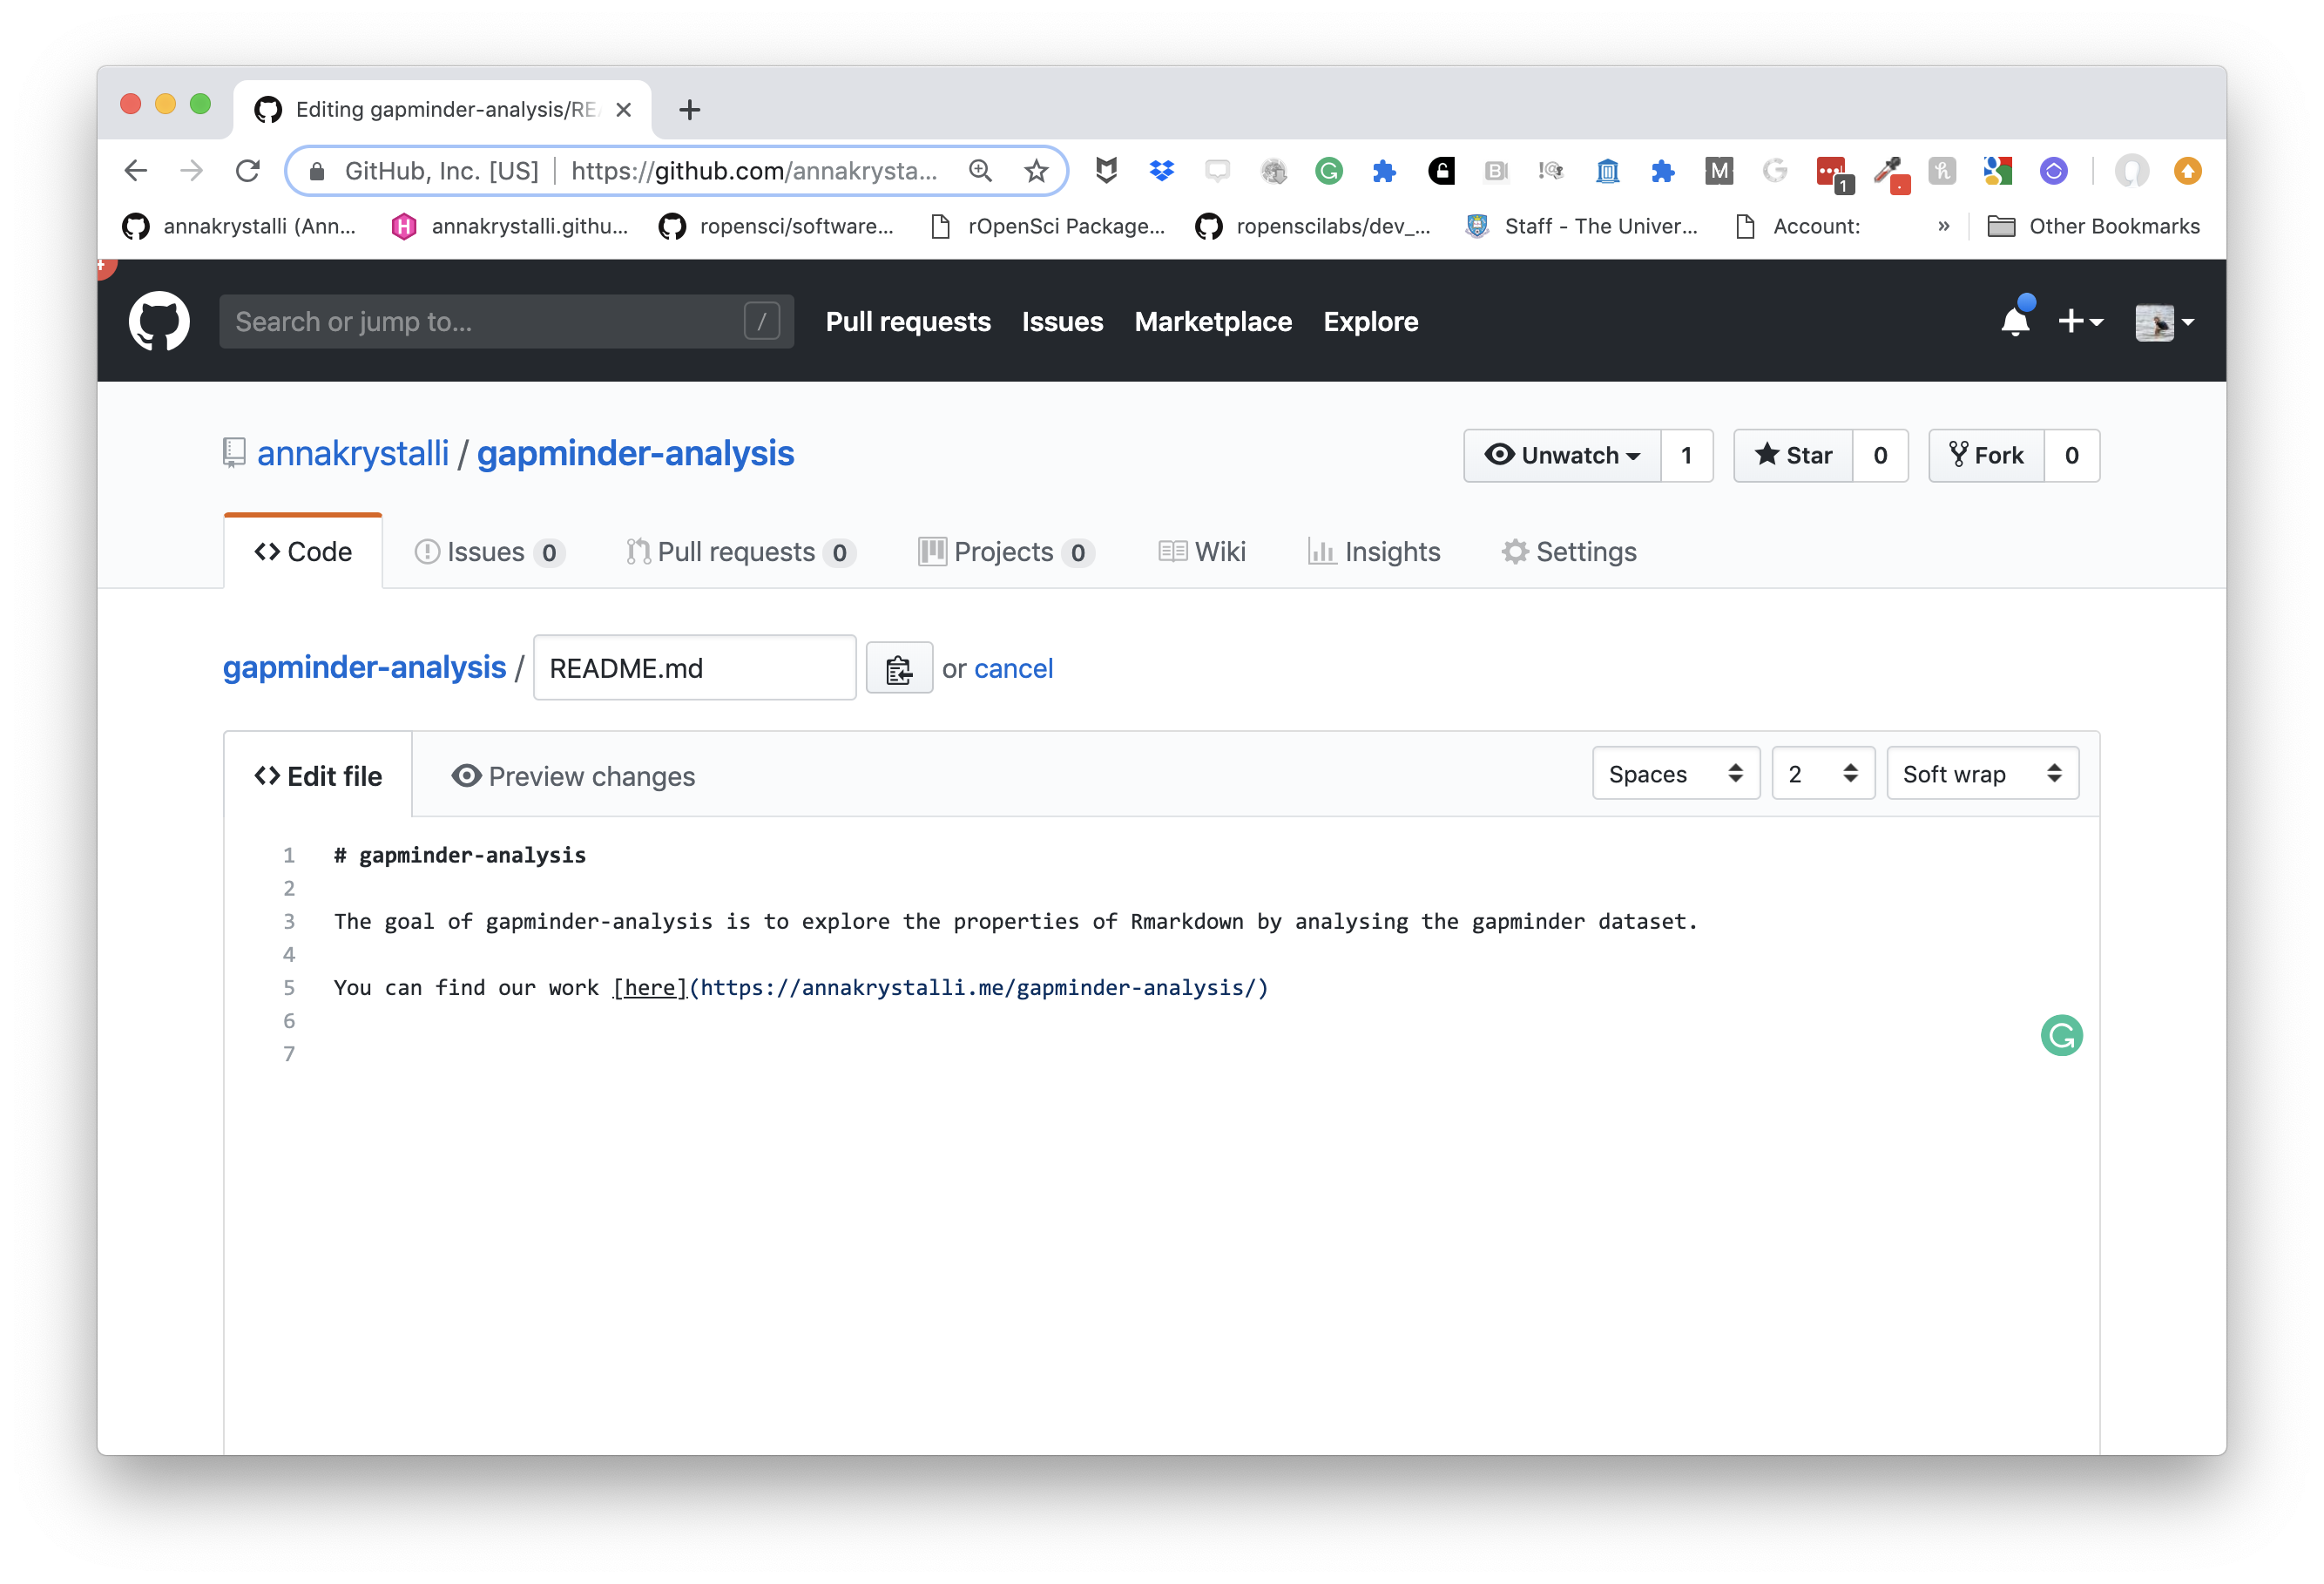 Editing gapminder-analysis/REA
GitHub, Inc. [US] https://github.com/annakrysta...
1
annakrystalli (Ann... annakrystalli.githu... ropensci/software... rOpenSci Package... ropenscilabs/dev_... Staff - The Univer... Account: » Other Bookmarks
Search or jump to... / Pull requests Issues Marketplace Explore
annakrystalli / gapminder-analysis Unwatch 1 Star 0 Fork 0
Code Issues 0 Pull requests 0 Projects 0 Wiki Insights Settings
gapminder-analysis / README.md or cancel
Edit file Preview changes Spaces 2 Soft wrap
1 # gapminder-analysis
2
3 The goal of gapminder-analysis is to explore the properties of Rmarkdown by analysing the gapminder dataset.
4
5 You can find our work [here](https://annakrystalli.me/gapminder-analysis/)
6
7